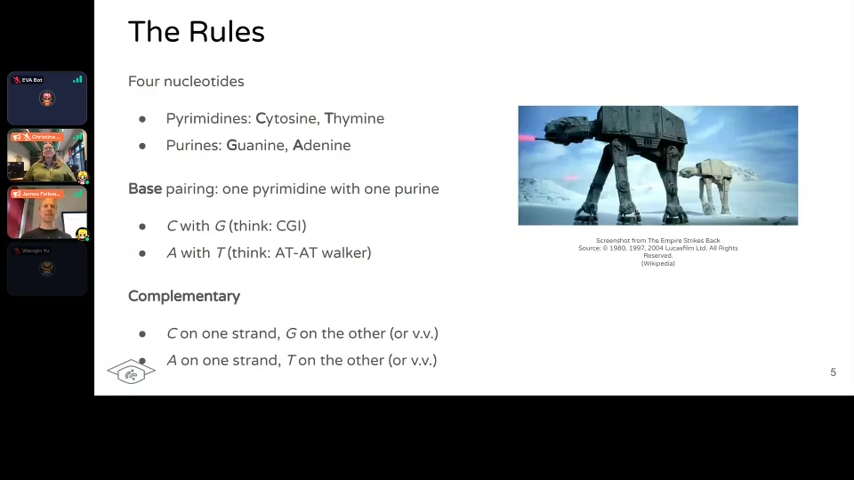 The Rules
Four nucleotides
● Pyrimidines: Cytosine, Thymine
● Purines: Guanine, Adenine
Base pairing: one pyrimidine with one purine
● C with G (think: CGI)
● A with T (think: AT-AT walker)
Complementary
● C on one strand, G on the other (or v.v.)
● A on one strand, T on the other (or v.v.)
Screenshot from The Empire Strikes Back
Source: © 1980, 1997, 2004 Lucasfilm Ltd. All Rights
Reserved.
(Wikipedia)
5
EVA Bot
Christina ...
James Fellow...
Wenqin Yu